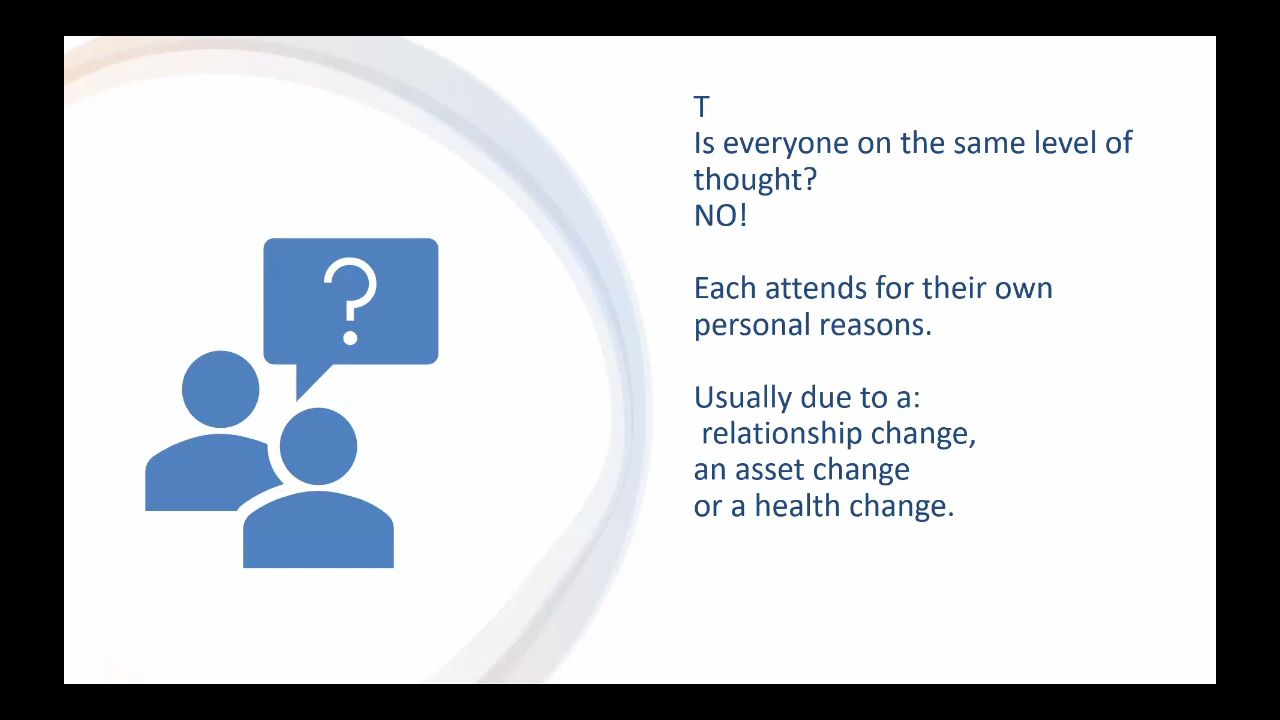 ?
T
Is everyone on the same level of
thought?
NO!
Each attends for their own
personal reasons.
Usually due to a:
relationship change,
an asset change
or a health change.